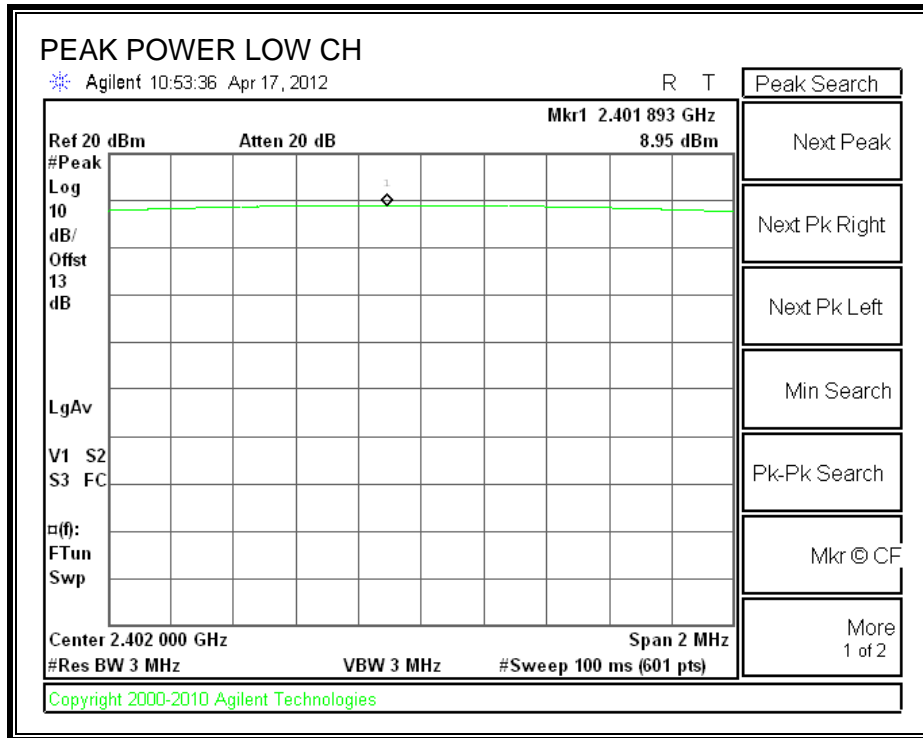 PEAK POWER LOW CH
Agilent 10:53:36 Apr 17, 2012 R T
Peak Search
Mkr1 2.401 893 GHz
Ref 20 dBm Atten 20 dB 8.95 dBm
#Peak
Log
10
dB/
Offst
13
dB
1
LgAv
V1 S2
S3 FC
¤(f):
FTun
Swp
Center 2.402 000 GHz Span 2 MHz
#Res BW 3 MHz VBW 3 MHz #Sweep 100 ms (601 pts)
Next Peak
Next Pk Right
Next Pk Left
Min Search
Pk-Pk Search
Mkr © CF
More
1 of 2
Copyright 2000-2010 Agilent Technologies